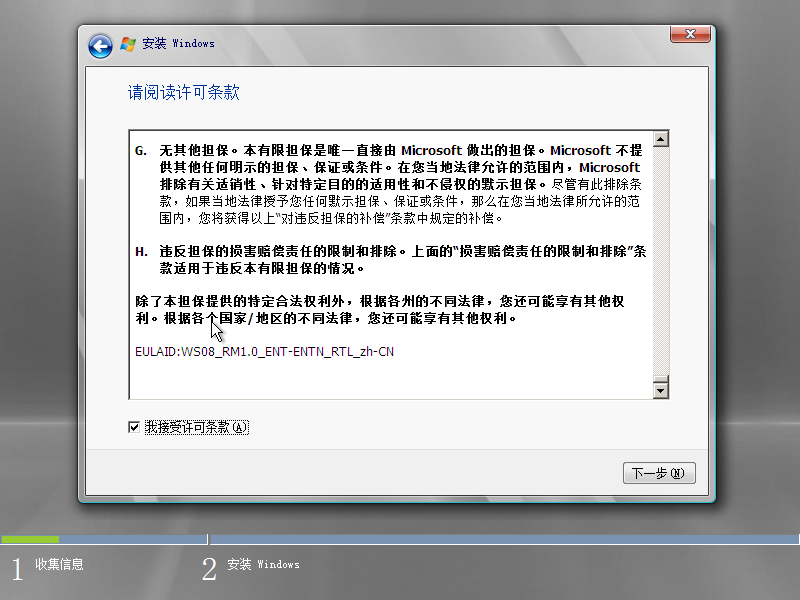 安装 Windows
请阅读许可条款
G. 无其他担保。本有限担保是唯一直接由 Microsoft 做出的担保。Microsoft 不提
供其他任何明示的担保、保证或条件。在您当地法律允许的范围内，Microsoft
排除有关适销性、针对特定目的的适用性和不侵权的默示担保。尽管有此排除条
款，如果当地法律授予您任何默示担保、保证或条件，那么在您当地法律所允许的范
围内，您将获得以上“对违反担保的补偿”条款中规定的补偿。
H. 违反担保的损害赔偿责任的限制和排除。上面的“损害赔偿责任的限制和排除”条
款适用于违反本有限担保的情况。
除了本担保提供的特定合法权利外，根据各州的不同法律，您还可能享有其他权
利。根据各个国家/地区的不同法律，您还可能享有其他权利。
EULAID:WS08_RM1.0_ENT-ENTN_RTL_zh-CN
我接受许可条款(A)
下一步(N)
1 收集信息
2 安装 Windows